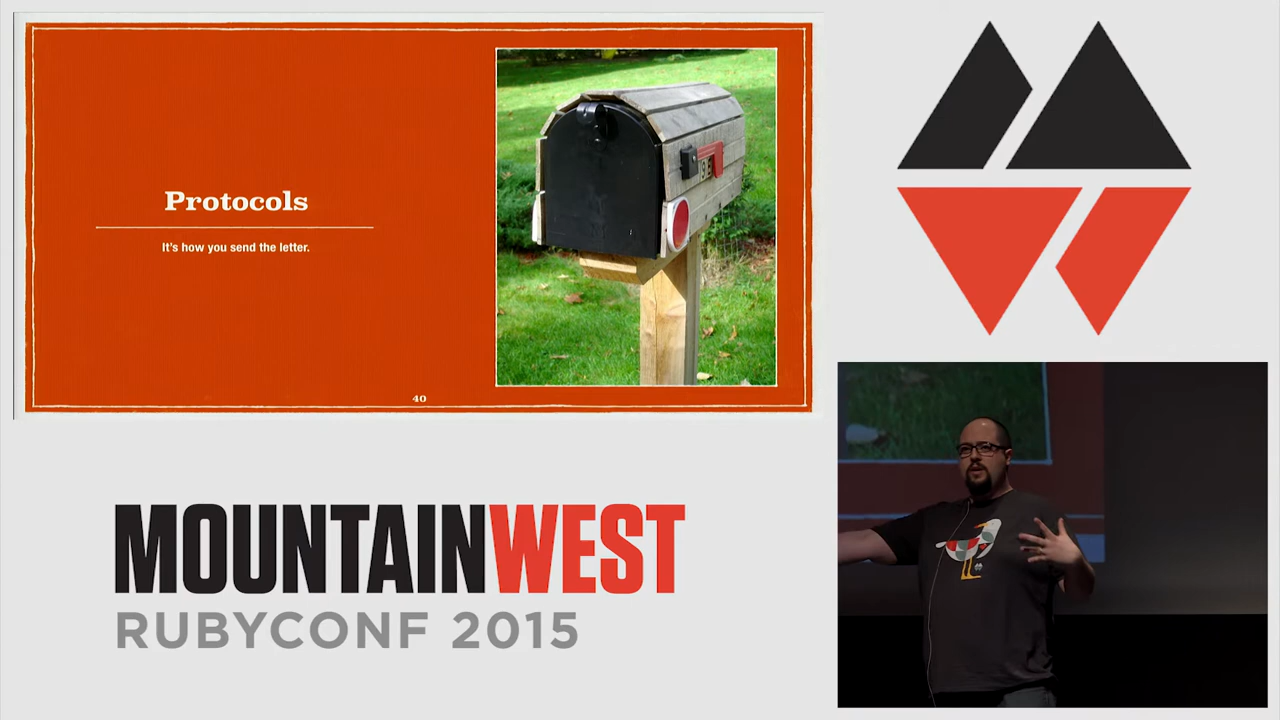 Protocols
It's how you send the letter.
40
MOUNTAINWEST
RUBYCONF 2015